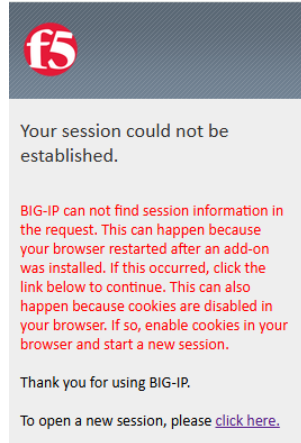 f5
Your session could not be
established.
BIG-IP can not find session information in
the request. This can happen because
your browser restarted after an add-on
was installed. If this occurred, click the
link below to continue. This can also
happen because cookies are disabled in
your browser. If so, enable cookies in your
browser and start a new session.
Thank you for using BIG-IP.
To open a new session, please click here.